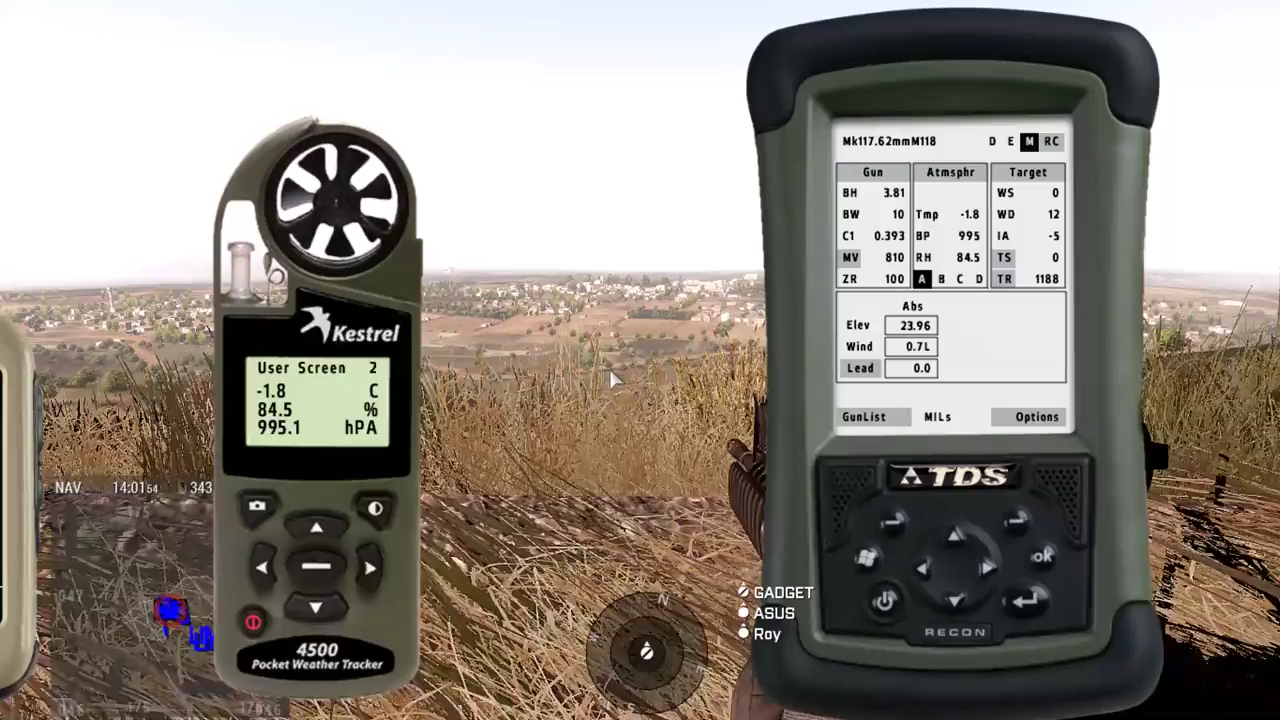 Kestrel
User Screen 2
-1.8 C
84.5 %
995.1 hPA
4500
Pocket Weather Tracker
NAV 14:01 54 343
047
N
S
GADGET
ASUS
Roy
Mk117.62mmM118 D E M RC
Gun Atmsphr Target
BH 3.81 WS 0
BW 10 Tmp -1.8 WD 12
C1 0.393 BP 995 IA -5
MV 810 RH 84.5 TS 0
ZR 100 A B C D TR 1188
Abs
Elev 23.96
Wind 0.7L
Lead 0.0
GunList MILs Options
TDS
ok
RECON